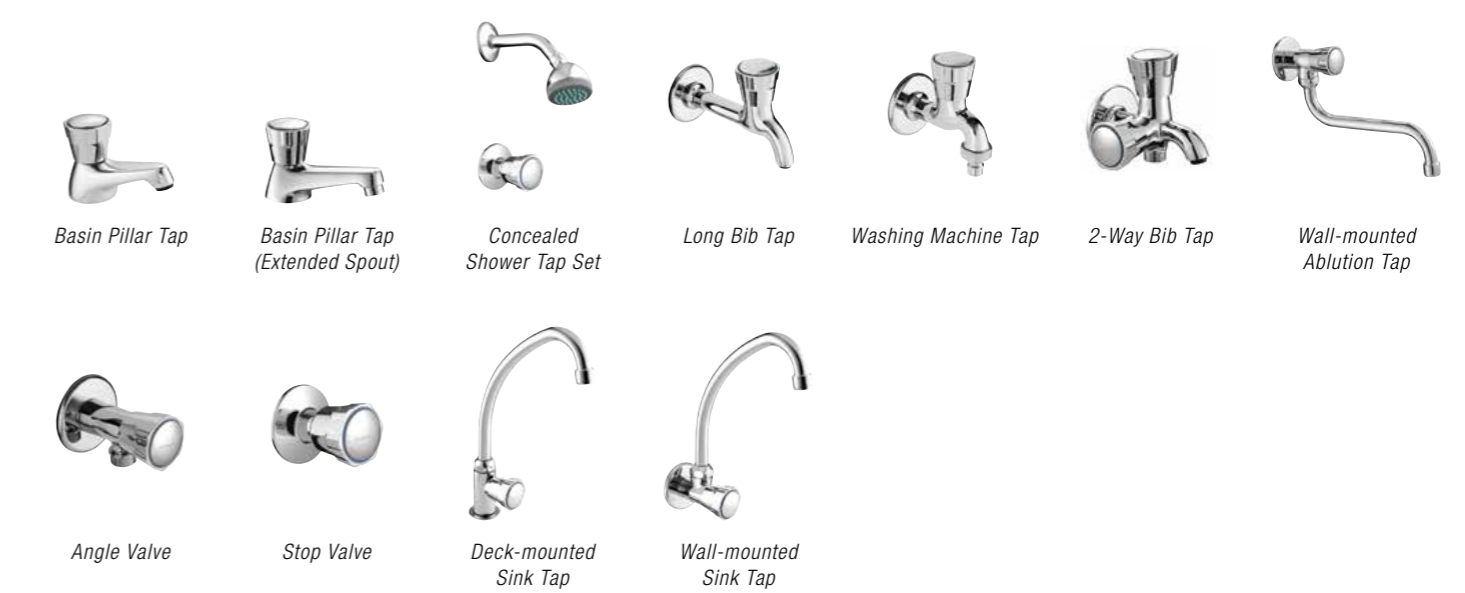 Basin Pillar Tap
Basin Pillar Tap
(Extended Spout)
Concealed
Shower Tap Set
Long Bib Tap
Washing Machine Tap
2-Way Bib Tap
Wall-mounted
Ablution Tap
Angle Valve
Stop Valve
Deck-mounted
Sink Tap
Wall-mounted
Sink Tap